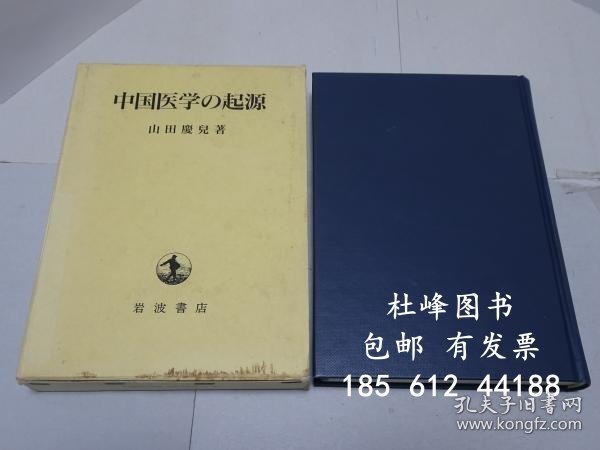 中国医学の起源
山田慶兒著
岩波書店
杜峰图书
包邮 有发票
185 612 44188
孔夫子旧书网
www.kongfz.com